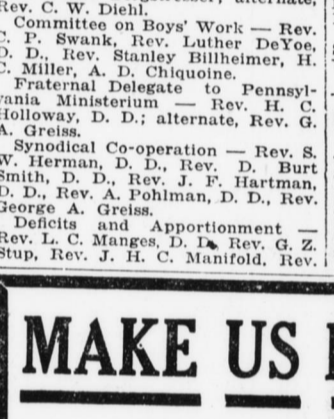 Rev. C. W. Diehl.
Committee on Boys' Work — Rev.
C. P. Swank, Rev. Luther DeYoe,
D. D., Rev. Stanley Billheimer, H.
C. Miller, A. D. Chiquoine.
Fraternal Delegate to Pennsyl-
vania Ministerium — Rev. H. C.
Holloway, D. D.; alternate, Rev. G.
A. Greiss.
Synodical Co-operation — Rev. S.
W. Herman, D. D., Rev. D. Burt
Smith, D. D., Rev. J. F. Hartman,
D. D., Rev. A. Pohlman, D. D., Rev.
George A. Greiss.
Deficits and Apportionment —
Rev. L. C. Manges, D. D., Rev. G. Z.
Stup, Rev. J. H. C. Manifold, Rev.
MAKE US